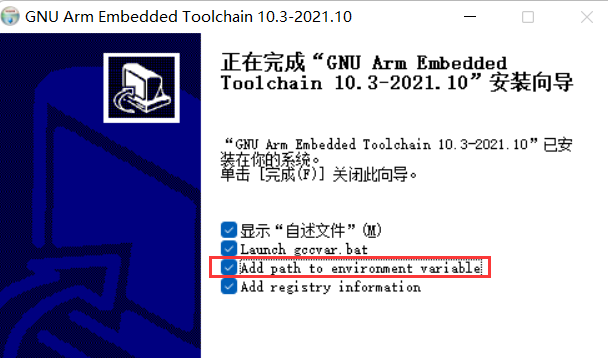 GNU Arm Embedded Toolchain 10.3-2021.10
正在完成“GNU Arm Embedded
Toolchain 10.3-2021.10”安装向导
“GNU Arm Embedded Toolchain 10.3-2021.10”已安
装在你的系统。
单击 [完成(F)] 关闭此向导。
显示“自述文件”(M)
Launch gccvar.bat
Add path to environment variable
Add registry information